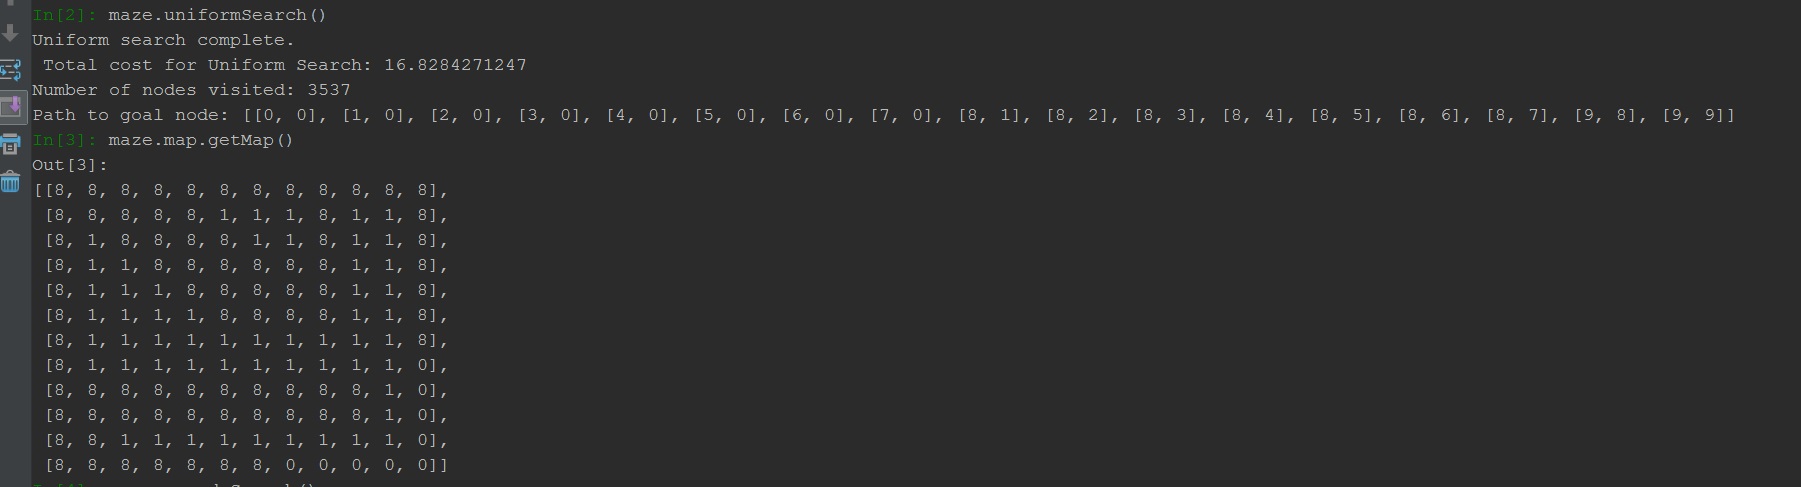 In[2]: maze.uniformSearch()
Uniform search complete.
 Total cost for Uniform Search: 16.8284271247
Number of nodes visited: 3537
Path to goal node: [[0, 0], [1, 0], [2, 0], [3, 0], [4, 0], [5, 0], [6, 0], [7, 0], [8, 1], [8, 2], [8, 3], [8, 4], [8, 5], [8, 6], [8, 7], [9, 8], [9, 9]]
In[3]: maze.map.getMap()
Out[3]:
[[8, 8, 8, 8, 8, 8, 8, 8, 8, 8, 8, 8],
 [8, 8, 8, 8, 8, 1, 1, 1, 8, 1, 1, 8],
 [8, 1, 8, 8, 8, 8, 1, 1, 8, 1, 1, 8],
 [8, 1, 1, 8, 8, 8, 8, 8, 8, 1, 1, 8],
 [8, 1, 1, 1, 8, 8, 8, 8, 8, 1, 1, 8],
 [8, 1, 1, 1, 1, 8, 8, 8, 8, 1, 1, 8],
 [8, 1, 1, 1, 1, 1, 1, 1, 1, 1, 1, 8],
 [8, 1, 1, 1, 1, 1, 1, 1, 1, 1, 1, 0],
 [8, 8, 8, 8, 8, 8, 8, 8, 8, 8, 1, 0],
 [8, 8, 8, 8, 8, 8, 8, 8, 8, 8, 1, 0],
 [8, 8, 1, 1, 1, 1, 1, 1, 1, 1, 1, 0],
 [8, 8, 8, 8, 8, 8, 8, 0, 0, 0, 0, 0]]